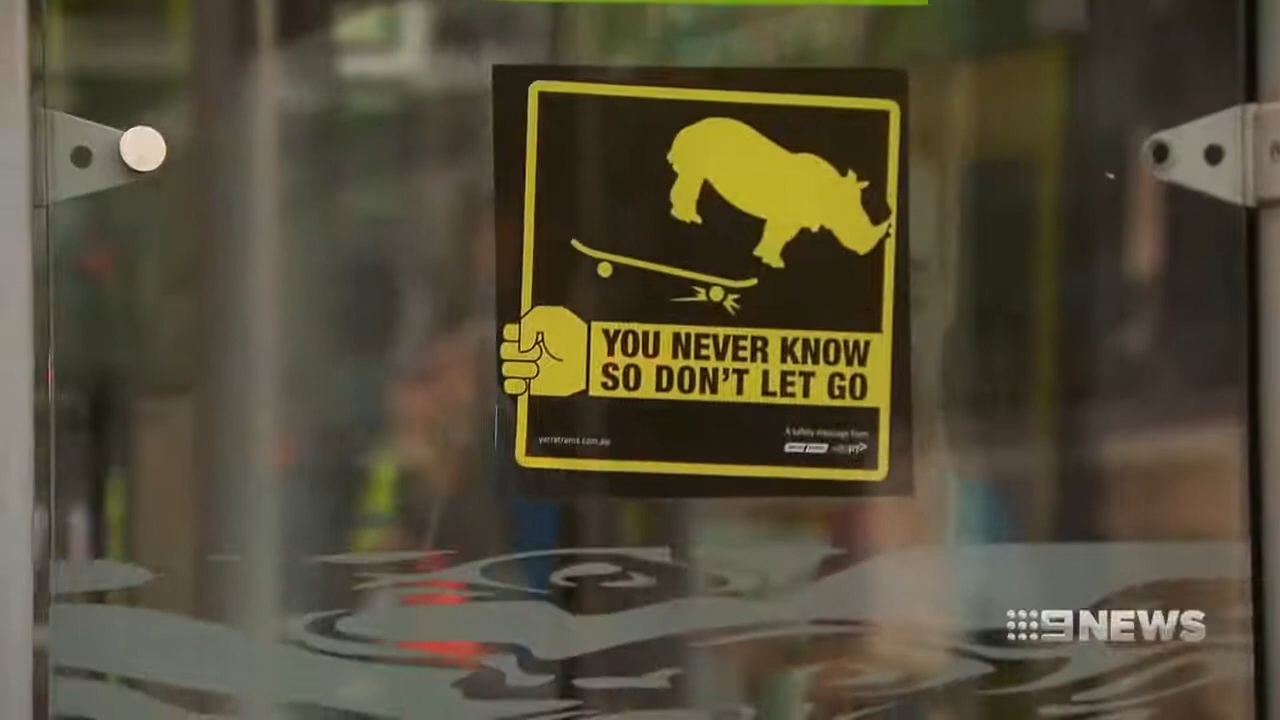 YOU NEVER KNOW
SO DON'T LET GO
yarratrams.com.au
A safety message from
9NEWS